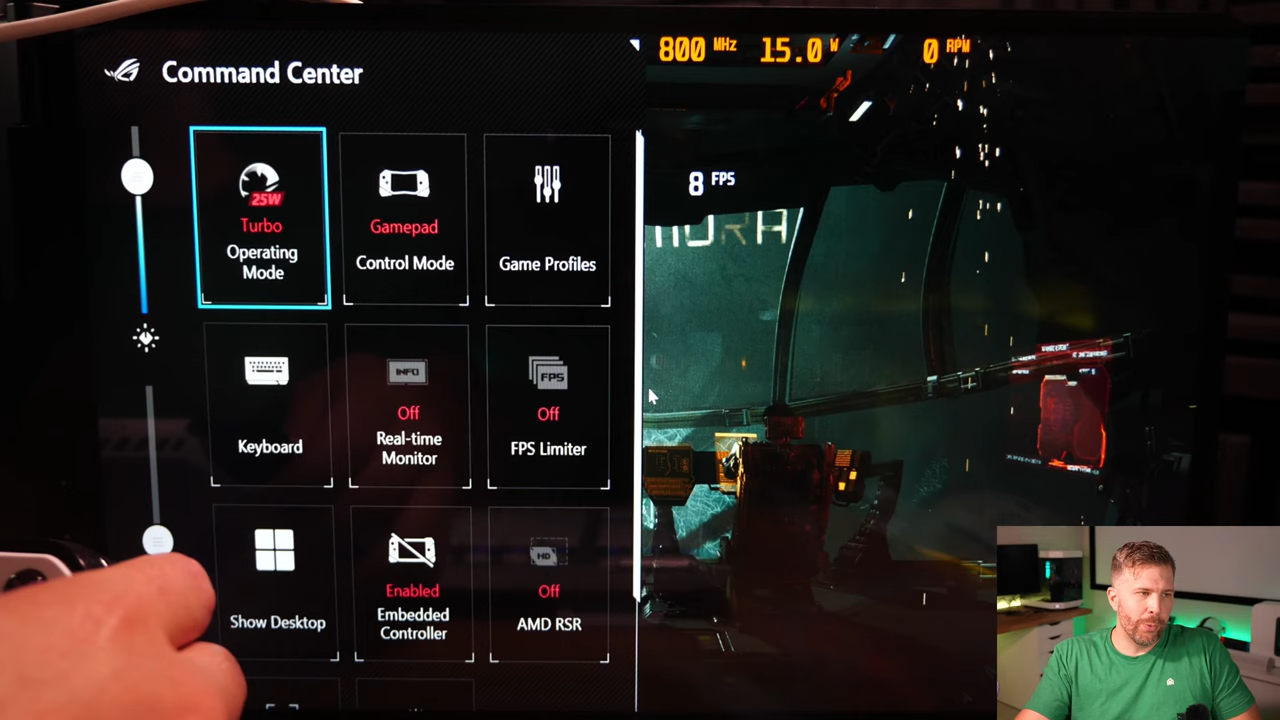 Command Center
800 MHz 15.0 W 0 RPM
8 FPS
25W
Turbo
Operating
Mode
Gamepad
Control Mode
Game Profiles
Keyboard
INFO
Off
Real-time
Monitor
FPS
Off
FPS Limiter
Show Desktop
Enabled
Embedded
Controller
HD
Off
AMD RSR